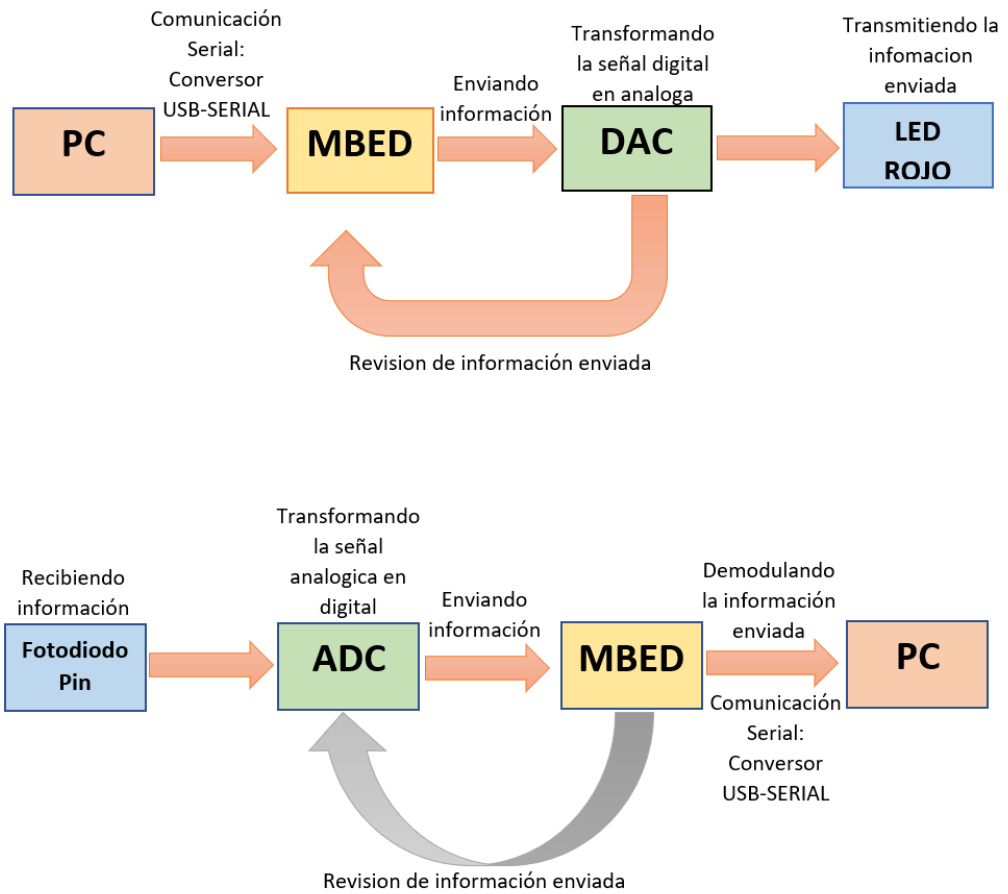 Comunicación
Serial:
Conversor
USB-SERIAL
Enviando
información
Transformando
la señal digital
en analoga
Transmitiendo la
infomacion
enviada
PC
MBED
DAC
LED
ROJO
Revision de información enviada
Recibiendo
información
Transformando
la señal
analogica en
digital
Enviando
información
Demodulando
la información
enviada
Fotodiodo
Pin
ADC
MBED
PC
Comunicación
Serial:
Conversor
USB-SERIAL
Revision de información enviada